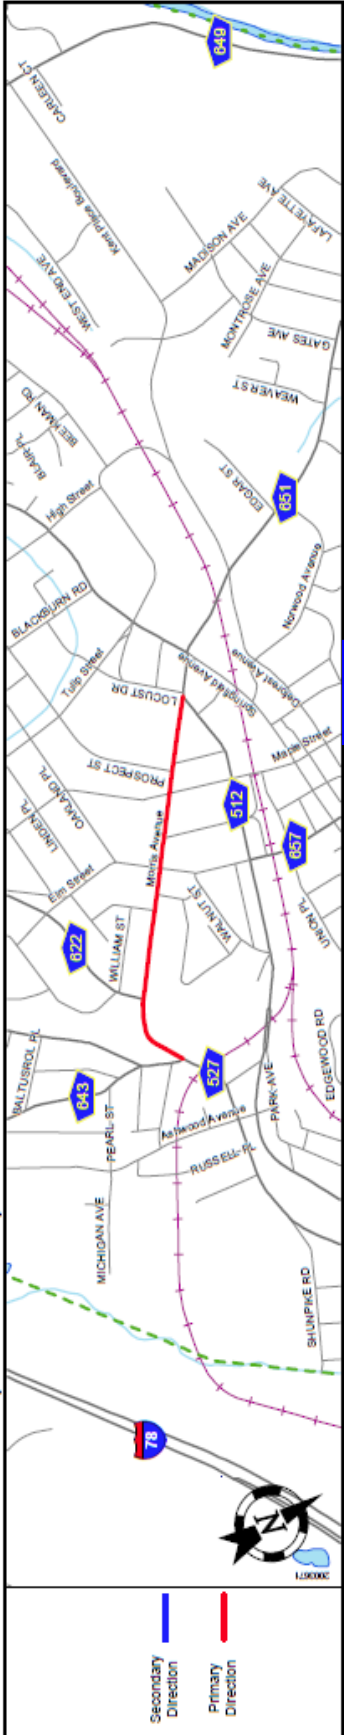 Secondary
Direction
Primary
Direction
2003671
78
SHUNPIKE RD
MICHIGAN AVE
PEARL ST
BALTUSROL PL
643
622
527
RUSSELL PL
Ashwood Avenue
PARK AVE
EDGEWOOD RD
WILLIAM ST
Elm Street
LINDEN PL
OAKLAND PL
Morris Avenue
WALNUT ST
UNION PL
657
512
PROSPECT ST
LOCUST DR
Tulip Street
BLACKBURN RD
Springfield Avenue
Deforest Avenue
Maple Street
Norwood Avenue
651
EDGAR ST
High Street
BLAIR PL
BEEKMAN RD
WEST END AVE
Kent Place Boulevard
CARLEEN CT
WEAVER ST
GATES AVE
MONTROSE AVE
MADISON AVE
LAFAYETTE AVE
649
N